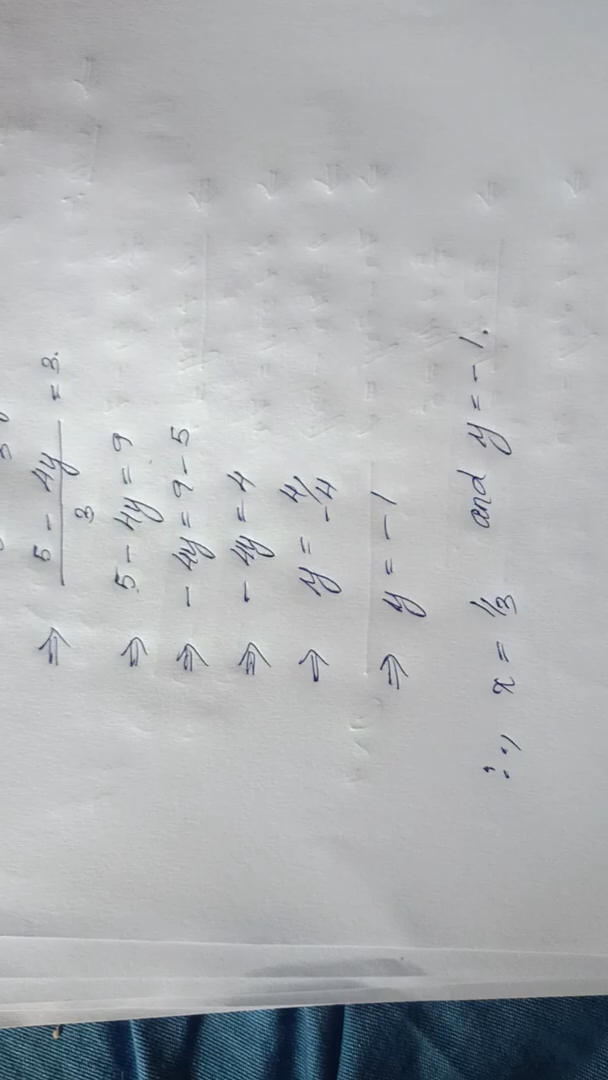 ⇒ 5 - 4y / 3 = 3.
⇒ 5 - 4y = 9
⇒ - 4y = 9 - 5
⇒ - 4y = 4
⇒ y = 4/-4
⇒ y = -1
∴, x = 1/3 and y = -1.